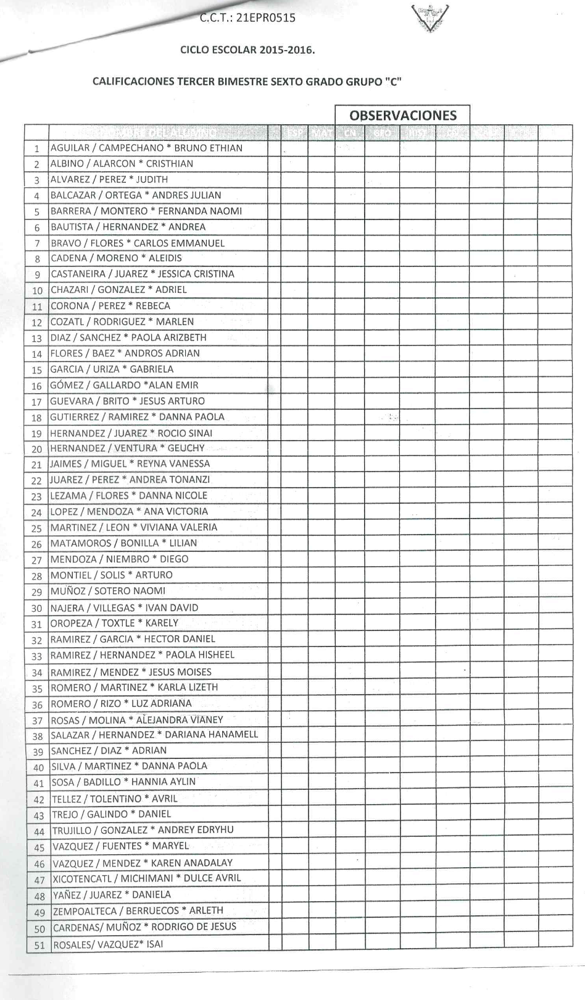 C.C.T.: 21EPR0515
CICLO ESCOLAR 2015-2016.
CALIFICACIONES TERCER BIMESTRE SEXTO GRADO GRUPO "C"
OBSERVACIONES
NOMBRE DEL ALUMNO ESP MAT CN GEO HIST
1 AGUILAR / CAMPECHANO * BRUNO ETHIAN
2 ALBINO / ALARCON * CRISTHIAN
3 ALVAREZ / PEREZ * JUDITH
4 BALCAZAR / ORTEGA * ANDRES JULIAN
5 BARRERA / MONTERO * FERNANDA NAOMI
6 BAUTISTA / HERNANDEZ * ANDREA
7 BRAVO / FLORES * CARLOS EMMANUEL
8 CADENA / MORENO * ALEIDIS
9 CASTANEIRA / JUAREZ * JESSICA CRISTINA
10 CHAZARI / GONZALEZ * ADRIEL
11 CORONA / PEREZ * REBECA
12 COZATL / RODRIGUEZ * MARLEN
13 DIAZ / SANCHEZ * PAOLA ARIZBETH
14 FLORES / BAEZ * ANDROS ADRIAN
15 GARCIA / URIZA * GABRIELA
16 GÓMEZ / GALLARDO *ALAN EMIR
17 GUEVARA / BRITO * JESUS ARTURO
18 GUTIERREZ / RAMIREZ * DANNA PAOLA
19 HERNANDEZ / JUAREZ * ROCIO SINAI
20 HERNANDEZ / VENTURA * GEUCHY
21 JAIMES / MIGUEL * REYNA VANESSA
22 JUAREZ / PEREZ * ANDREA TONANZI
23 LEZAMA / FLORES * DANNA NICOLE
24 LOPEZ / MENDOZA * ANA VICTORIA
25 MARTINEZ / LEON * VIVIANA VALERIA
26 MATAMOROS / BONILLA * LILIAN
27 MENDOZA / NIEMBRO * DIEGO
28 MONTIEL / SOLIS * ARTURO
29 MUÑOZ / SOTERO NAOMI
30 NAJERA / VILLEGAS * IVAN DAVID
31 OROPEZA / TOXTLE * KARELY
32 RAMIREZ / GARCIA * HECTOR DANIEL
33 RAMIREZ / HERNANDEZ * PAOLA HISHEEL
34 RAMIREZ / MENDEZ * JESUS MOISES
35 ROMERO / MARTINEZ * KARLA LIZETH
36 ROMERO / RIZO * LUZ ADRIANA
37 ROSAS / MOLINA * ALEJANDRA VIANEY
38 SALAZAR / HERNANDEZ * DARIANA HANAMELL
39 SANCHEZ / DIAZ * ADRIAN
40 SILVA / MARTINEZ * DANNA PAOLA
41 SOSA / BADILLO * HANNIA AYLIN
42 TELLEZ / TOLENTINO * AVRIL
43 TREJO / GALINDO * DANIEL
44 TRUJILLO / GONZALEZ * ANDREY EDRYHU
45 VAZQUEZ / FUENTES * MARYEL
46 VAZQUEZ / MENDEZ * KAREN ANADALAY
47 XICOTENCATL / MICHIMANI * DULCE AVRIL
48 YAÑEZ / JUAREZ * DANIELA
49 ZEMPOALTECA / BERRUECOS * ARLETH
50 CARDENAS/ MUÑOZ * RODRIGO DE JESUS
51 ROSALES/ VAZQUEZ* ISAI